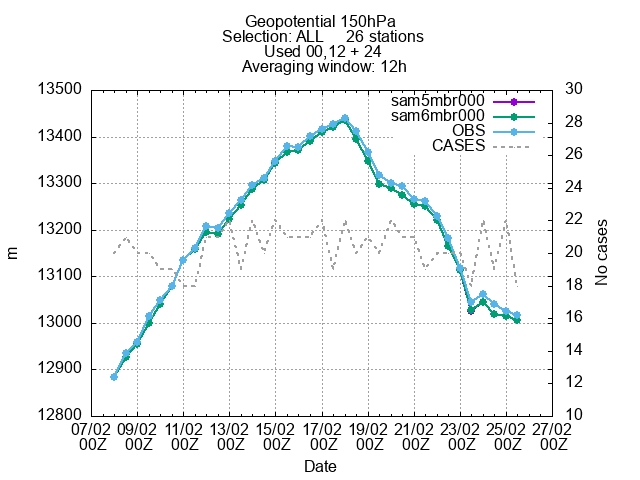 Geopotential 150hPa
Selection: ALL 26 stations
Used 00,12 + 24
Averaging window: 12h
sam5mbr000
sam6mbr000
OBS
CASES
13500
13400
13300
13200
13100
13000
12900
12800
m
30
28
26
24
22
20
18
16
14
12
10
No cases
07/02 09/02 11/02 13/02 15/02 17/02 19/02 21/02 23/02 25/02 27/02
00Z 00Z 00Z 00Z 00Z 00Z 00Z 00Z 00Z 00Z 00Z
Date